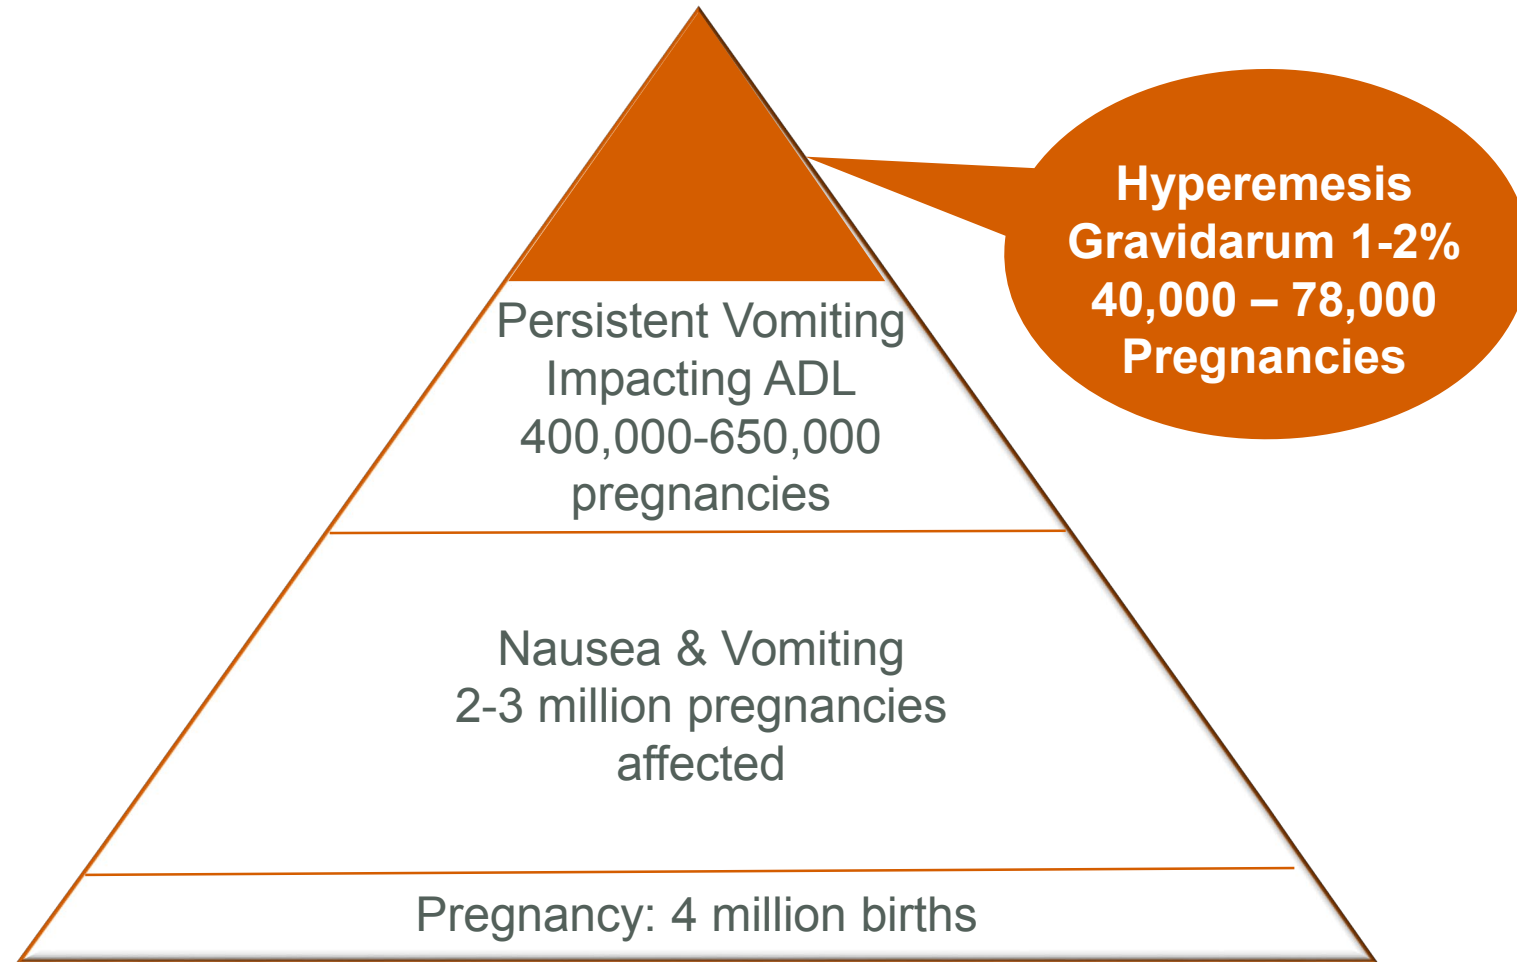 Hyperemesis
Gravidarum 1-2%
40,000 – 78,000
Pregnancies
Persistent Vomiting
Impacting ADL
400,000-650,000
pregnancies
Nausea & Vomiting
2-3 million pregnancies
affected
Pregnancy: 4 million births